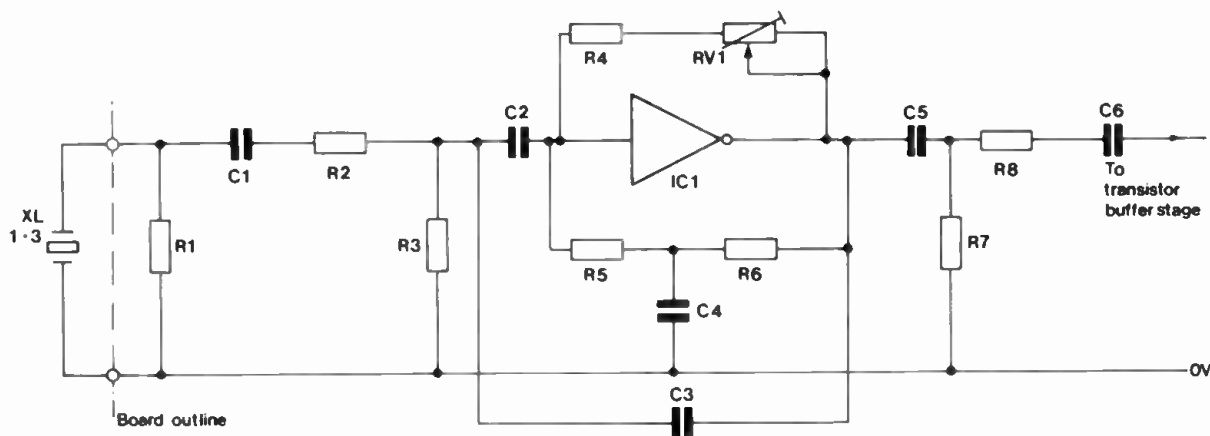 R4
RV1
C2
C5
C6
C1
R2
IC1
R8
To
transistor
buffer stage
XL
1·3
R1
R3
R5
R6
R7
C4
0V
C3
Board outline